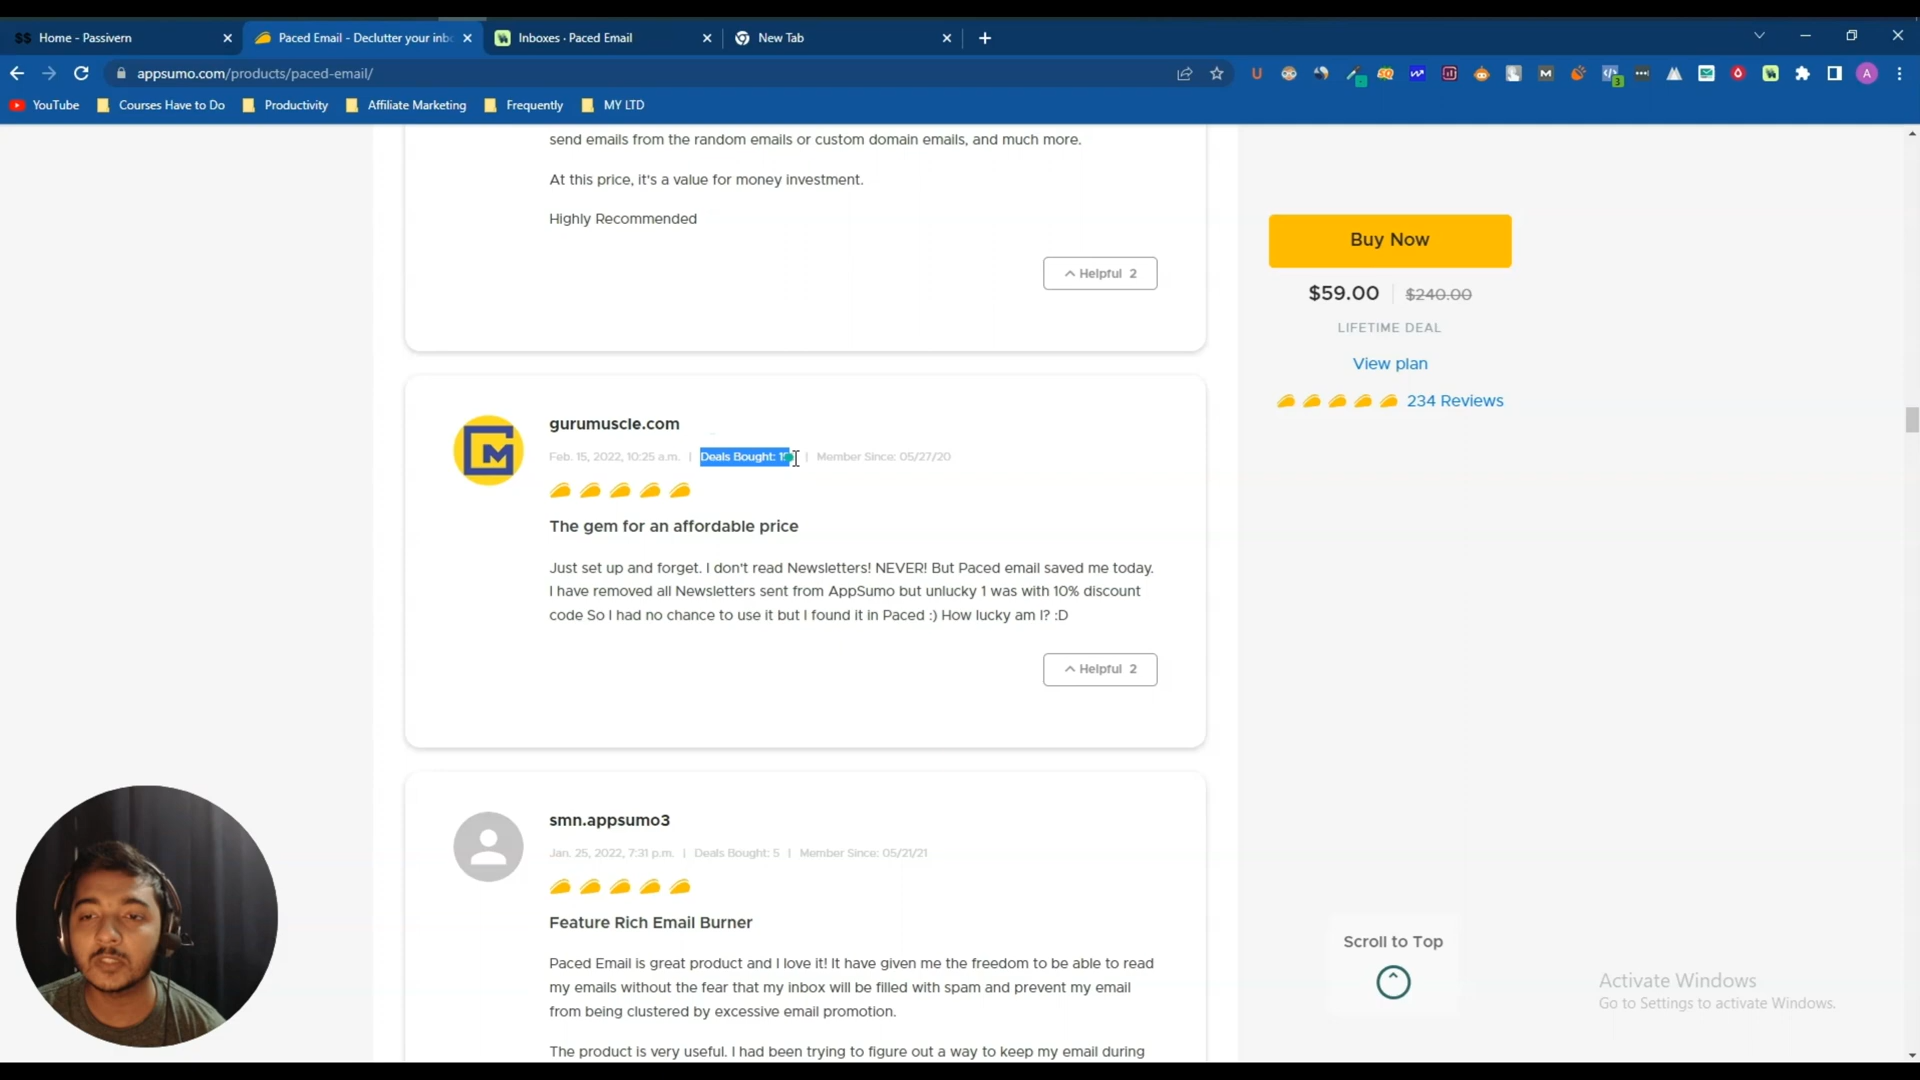 Home - Passivern
Paced Email - Declutter your inb
Inboxes · Paced Email
New Tab
appsumo.com/products/paced-email/
YouTube
Courses Have to Do
Productivity
Affiliate Marketing
Frequently
MY LTD
send emails from the random emails or custom domain emails, and much more.
At this price, it's a value for money investment.
Highly Recommended
Helpful 2
Buy Now
$59.00 | $240.00
LIFETIME DEAL
View plan
234 Reviews
gurumuscle.com
Feb. 15, 2022, 10:25 a.m. | Deals Bought: | Member Since: 05/27/20
The gem for an affordable price
Just set up and forget. I don't read Newsletters! NEVER! But Paced email saved me today.
I have removed all Newsletters sent from AppSumo but unlucky 1 was with 10% discount
code So I had no chance to use it but I found it in Paced :) How lucky am I? :D
Helpful 2
smn.appsumo3
Jan. 25, 2022, 7:31 p.m. | Deals Bought: 5 | Member Since: 05/21/21
Feature Rich Email Burner
Paced Email is great product and I love it! It have given me the freedom to be able to read
my emails without the fear that my inbox will be filled with spam and prevent my email
from being clustered by excessive email promotion.
The product is very useful. I had been trying to figure out a way to keep my email during
Scroll to Top
Activate Windows
Go to Settings to activate Windows.